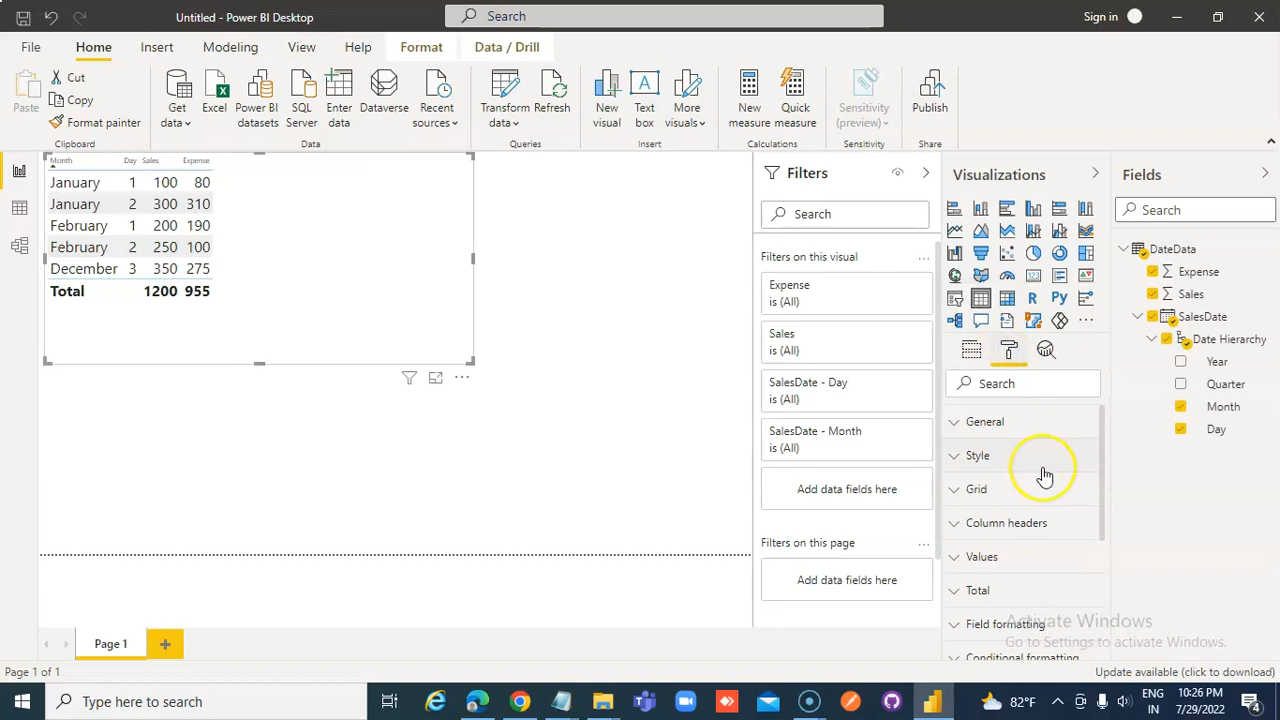 Untitled - Power BI Desktop
Search
Sign in
File
Home
Insert
Modeling
View
Help
Format
Data / Drill
Paste
Cut
Copy
Format painter
Clipboard
Get data
Excel
Power BI datasets
SQL Server
Enter data
Dataverse
Recent sources
Data
Transform data
Refresh
Queries
New visual
Text box
More visuals
Insert
New measure
Quick measure
Calculations
Sensitivity (preview)
Sensitivity
Publish
Share
Month Day Sales Expense
January 1 100 80
January 2 300 310
February 1 200 190
February 2 250 100
December 3 350 275
Total 1200 955
Filters
Search
Filters on this visual
Expense
is (All)
Sales
is (All)
SalesDate - Day
is (All)
SalesDate - Month
is (All)
Add data fields here
Filters on this page
Add data fields here
Visualizations
R
Py
Search
General
Style
Grid
Column headers
Values
Total
Field formatting
Conditional formatting
Fields
Search
DateData
Expense
Sales
SalesDate
Date Hierarchy
Year
Quarter
Month
Day
Activate Windows
Go to Settings to activate Windows.
Page 1
Page 1 of 1
Update available (click to download)
Type here to search
82°F
ENG
IN
10:26 PM
7/29/2022
4